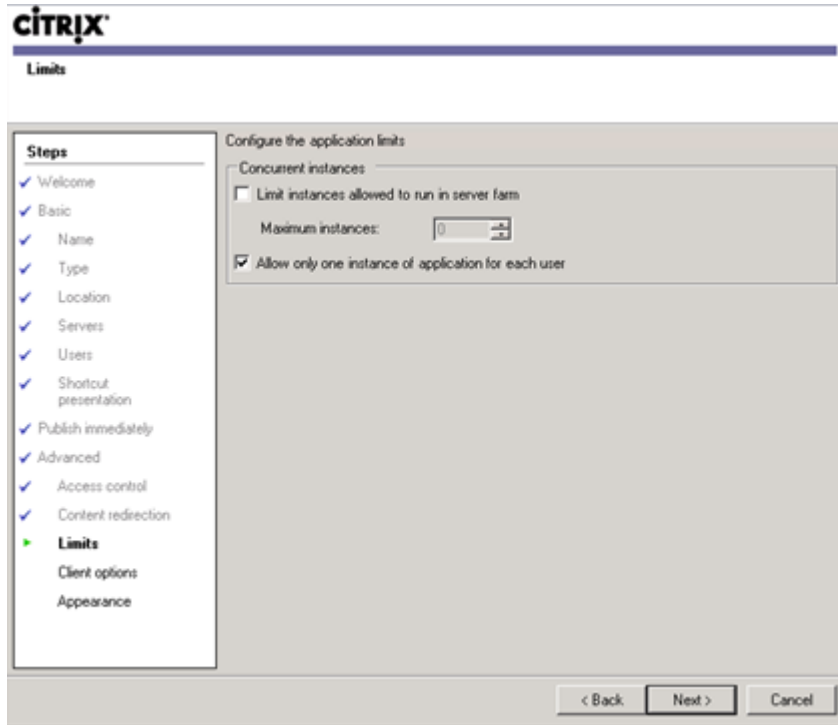 CITRIX
Limits
Steps
Welcome
Basic
Name
Type
Location
Servers
Users
Shortcut
presentation
Publish immediately
Advanced
Access control
Content redirection
Limits
Client options
Appearance
Configure the application limits
Concurrent instances
Limit instances allowed to run in server farm
Maximum instances: 0
Allow only one instance of application for each user
< Back Next > Cancel